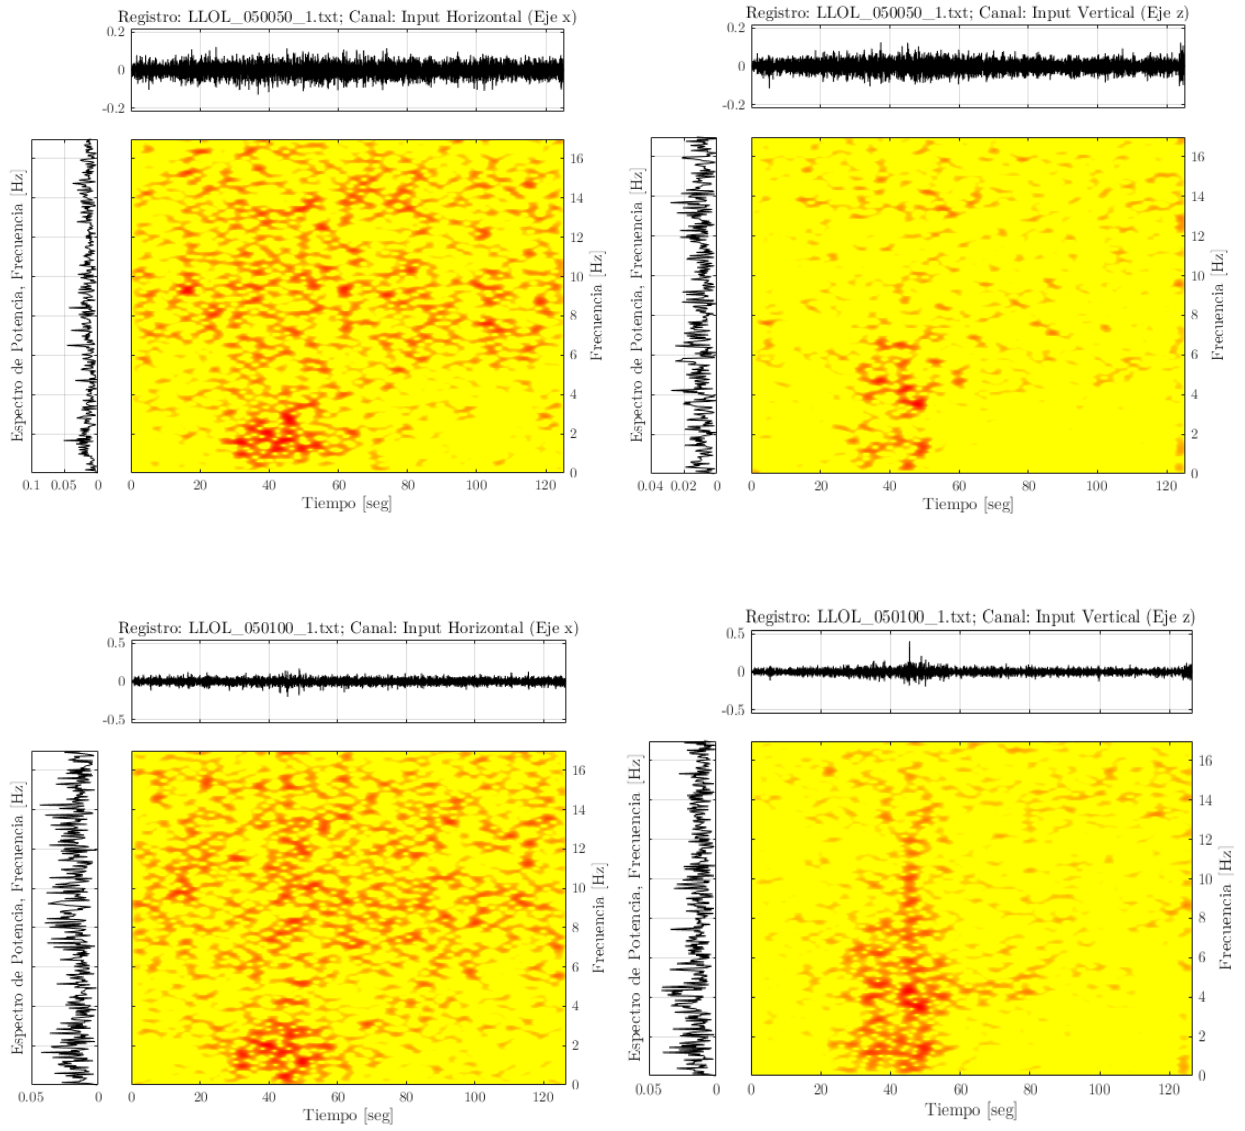 Registro: LLOL_050050_1.txt; Canal: Input Horizontal (Eje x)
0.2
0
-0.2
Espectro de Potencia, Frecuencia [Hz]
0.1 0.05 0
0 20 40 60 80 100 120
Tiempo [seg]
16
14
12
10
8
6
4
2
0
Frecuencia [Hz]
Registro: LLOL_050050_1.txt; Canal: Input Vertical (Eje z)
0.2
0
-0.2
Espectro de Potencia, Frecuencia [Hz]
0.04 0.02 0
0 20 40 60 80 100 120
Tiempo [seg]
16
14
12
10
8
6
4
2
0
Frecuencia [Hz]
Registro: LLOL_050100_1.txt; Canal: Input Horizontal (Eje x)
0.5
0
-0.5
Espectro de Potencia, Frecuencia [Hz]
0.05 0
0 20 40 60 80 100 120
Tiempo [seg]
16
14
12
10
8
6
4
2
0
Frecuencia [Hz]
Registro: LLOL_050100_1.txt; Canal: Input Vertical (Eje z)
0.5
0
-0.5
Espectro de Potencia, Frecuencia [Hz]
0.05 0
0 20 40 60 80 100 120
Tiempo [seg]
16
14
12
10
8
6
4
2
0
Frecuencia [Hz]